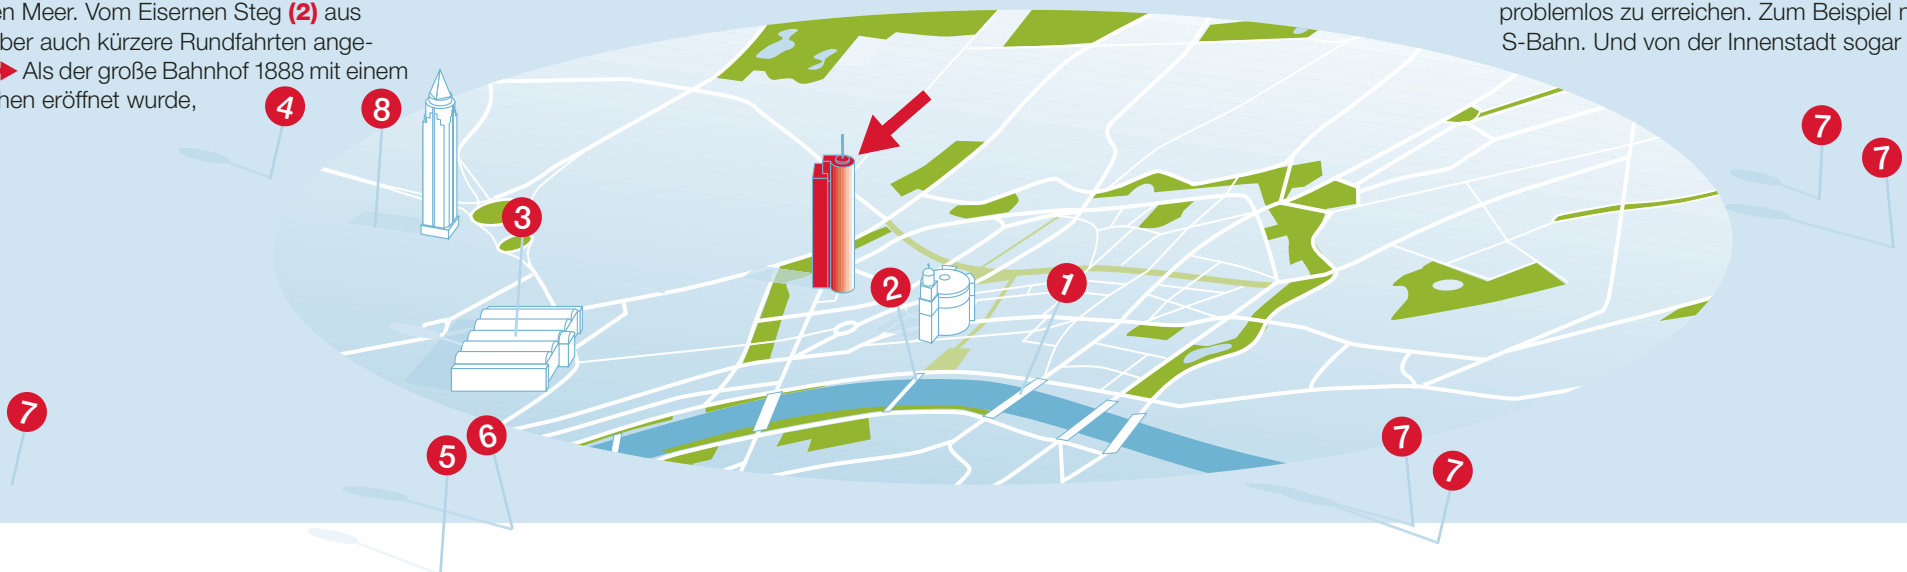 en Meer. Vom Eisernen Steg (2) aus
ber auch kürzere Rundfahrten ange-
Als der große Bahnhof 1888 mit einem
hen eröffnet wurde,
problemlos zu erreichen. Zum Beispiel
S-Bahn. Und von der Innenstadt sogar
4
8
7
7
3
2
1
7
6
5
7
7